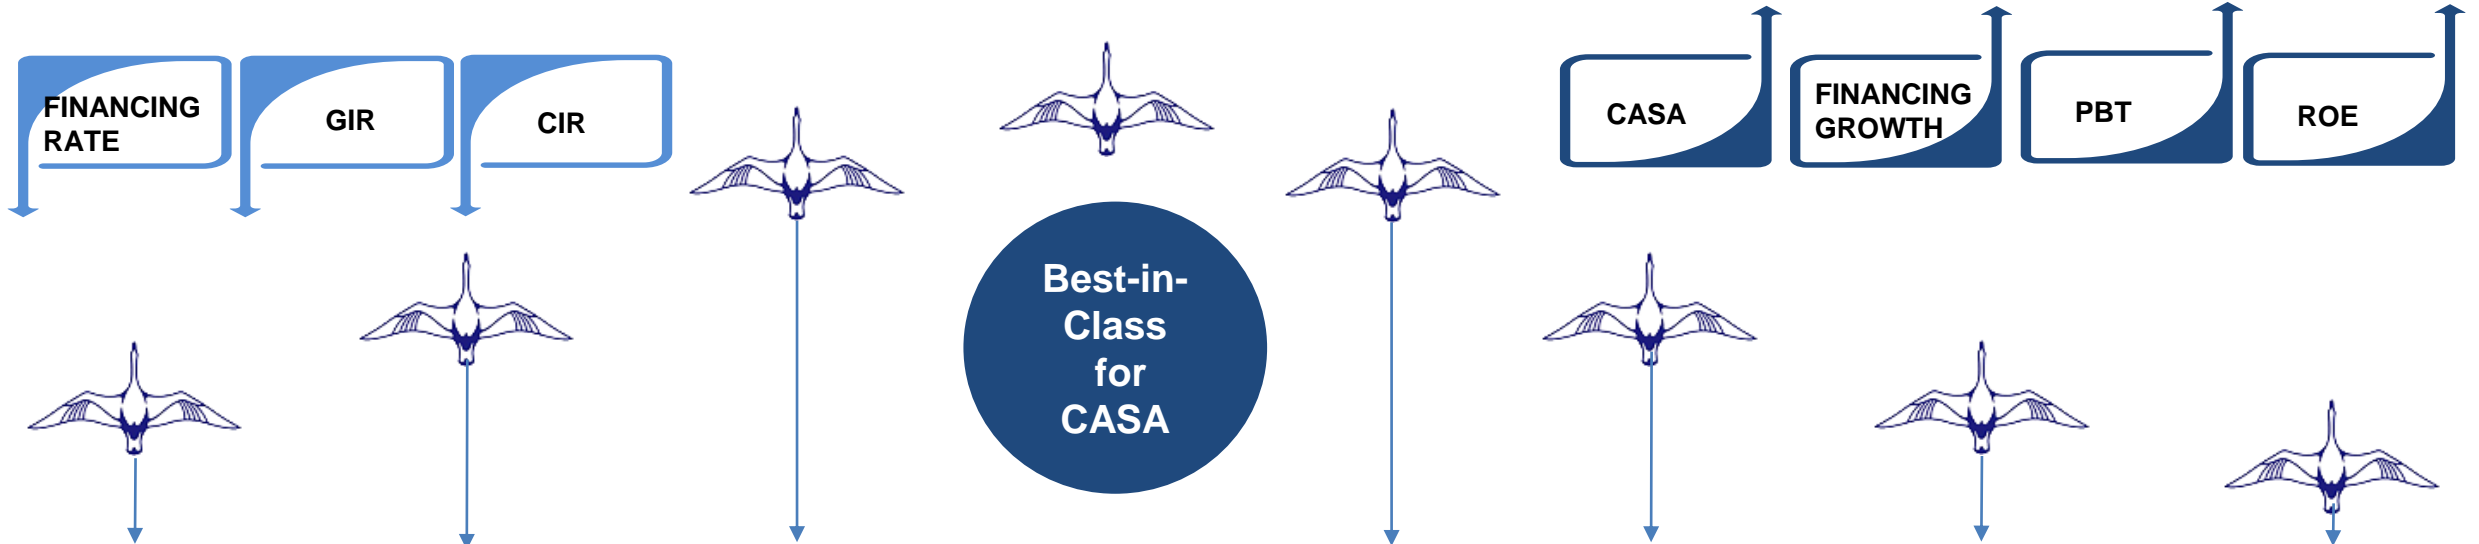 FINANCING
RATE
GIR
CIR
CASA
FINANCING
GROWTH
PBT
ROE
Best-in-
Class
for
CASA